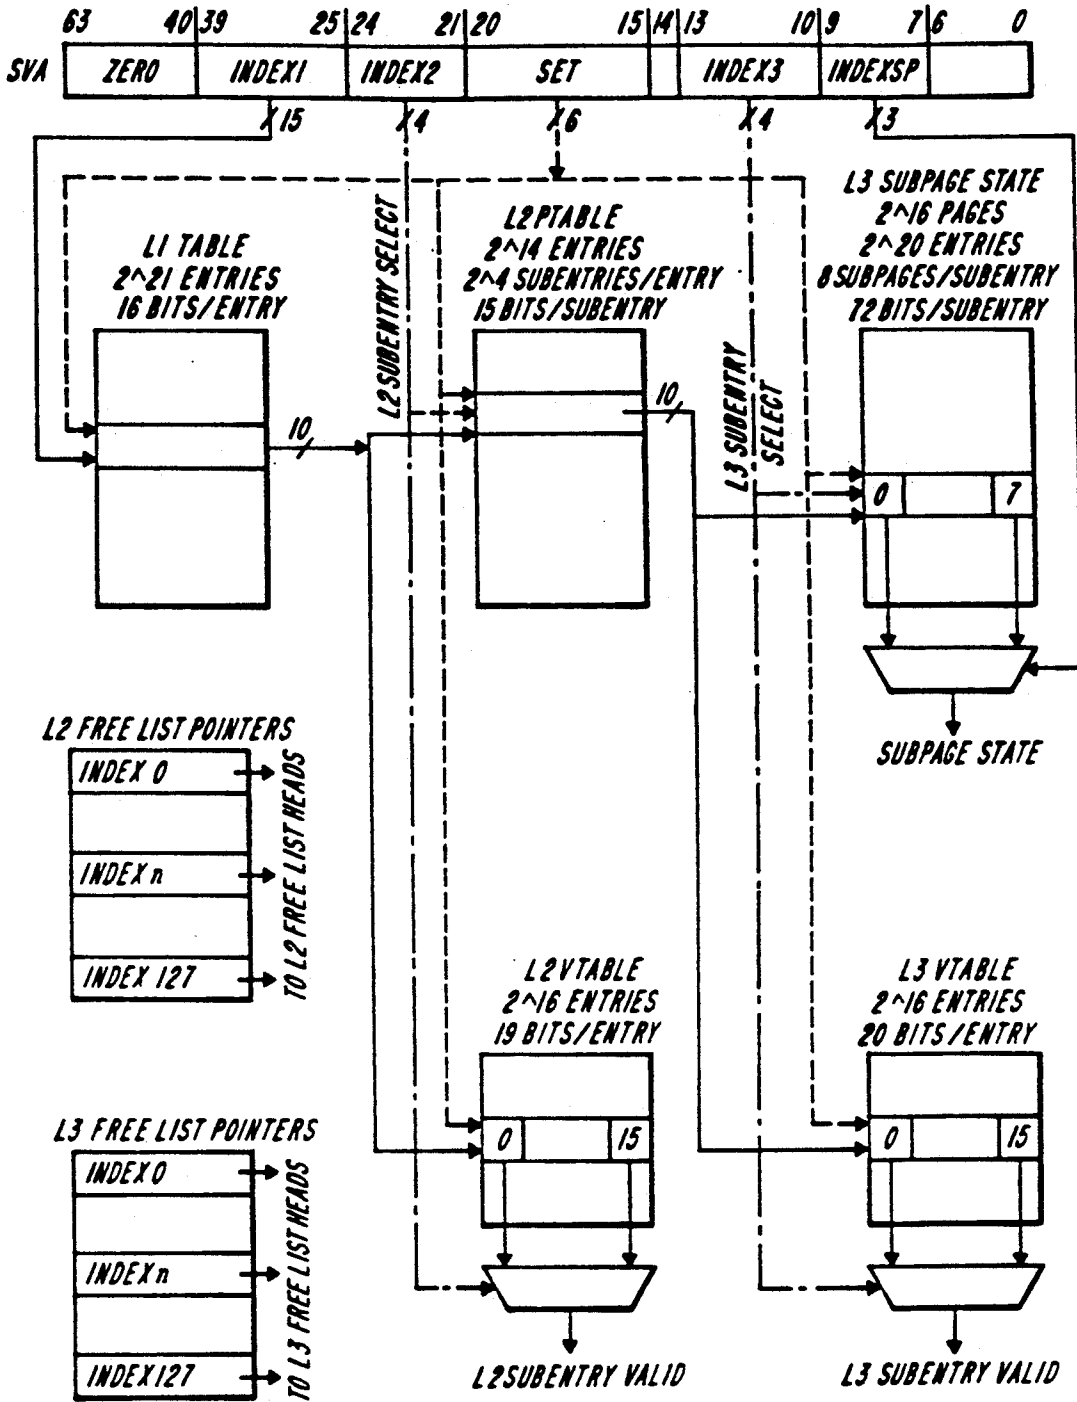 63 40 39 25 24 21 20 15 14 13 10 9 7 6 0
SVA ZERO INDEX1 INDEX2 SET INDEX3 INDEXSP
15 4 6 4 3
L1 TABLE
2^21 ENTRIES
16 BITS/ENTRY
L2 SUBENTRY SELECT
L2 PTABLE
2^14 ENTRIES
2^4 SUBENTRIES/ENTRY
15 BITS/SUBENTRY
L3 SUBPAGE STATE
2^16 PAGES
2^20 ENTRIES
8 SUBPAGES/SUBENTRY
72 BITS/SUBENTRY
10
10
L3 SUBENTRY
SELECT
0 7
SUBPAGE STATE
L2 FREE LIST POINTERS
INDEX 0
INDEX n
INDEX 127
TO L2 FREE LIST HEADS
L2 VTABLE
2^16 ENTRIES
19 BITS/ENTRY
0 15
L2 SUBENTRY VALID
L3 VTABLE
2^16 ENTRIES
20 BITS/ENTRY
0 15
L3 SUBENTRY VALID
L3 FREE LIST POINTERS
INDEX 0
INDEX n
INDEX 127
TO L3 FREE LIST HEADS